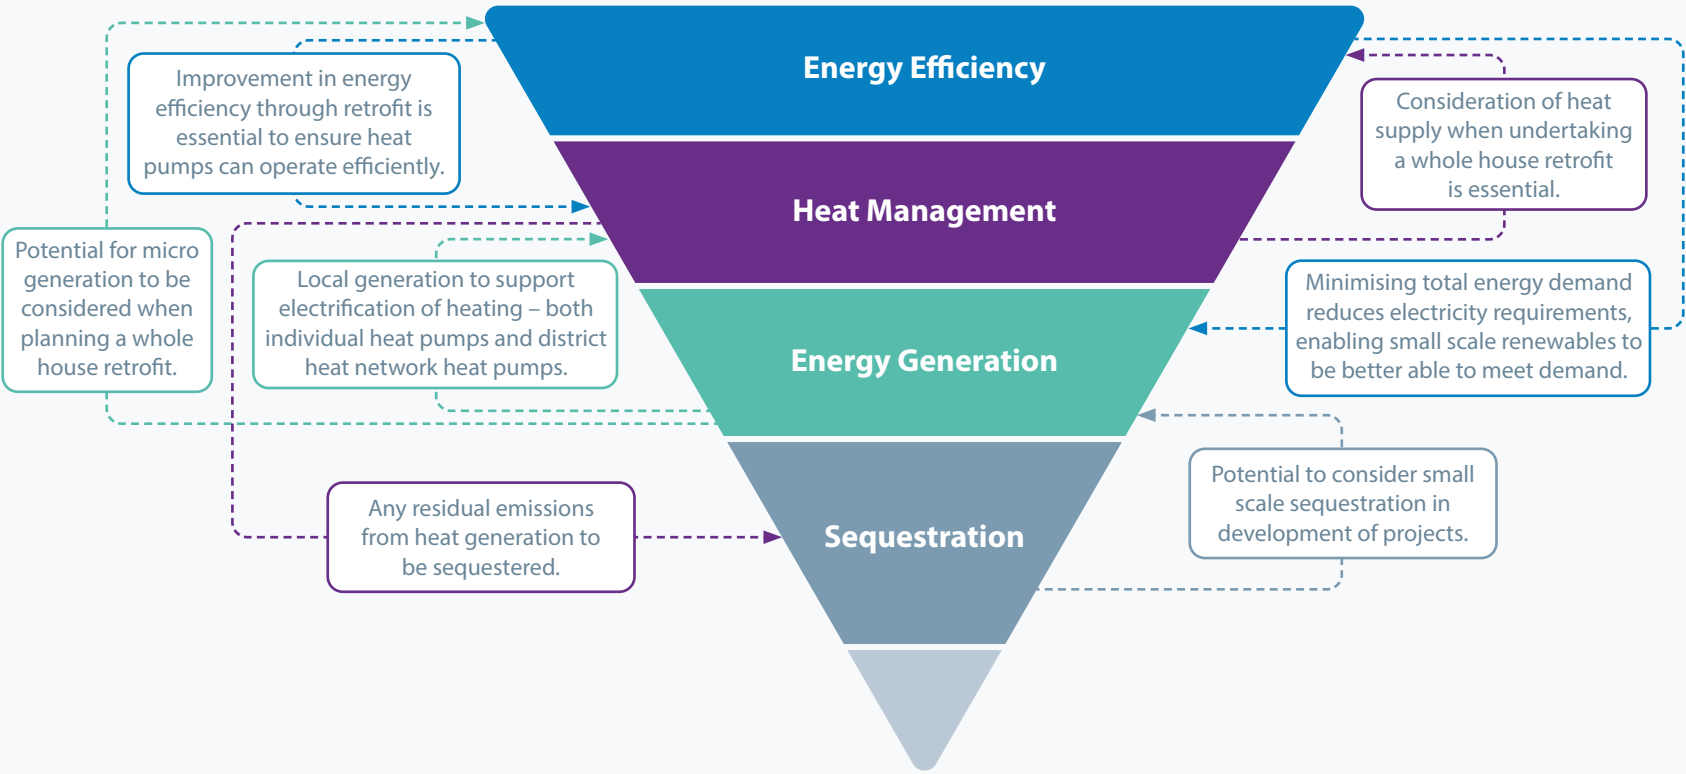 Energy Efficiency
Improvement in energy
efficiency through retrofit is
essential to ensure heat
pumps can operate efficiently.
Consideration of heat
supply when undertaking
a whole house retrofit
is essential.
Heat Management
Potential for micro
generation to be
considered when
planning a whole
house retrofit.
Local generation to support
electrification of heating – both
individual heat pumps and district
heat network heat pumps.
Minimising total energy demand
reduces electricity requirements,
enabling small scale renewables to
be better able to meet demand.
Energy Generation
Any residual emissions
from heat generation to
be sequestered.
Sequestration
Potential to consider small
scale sequestration in
development of projects.